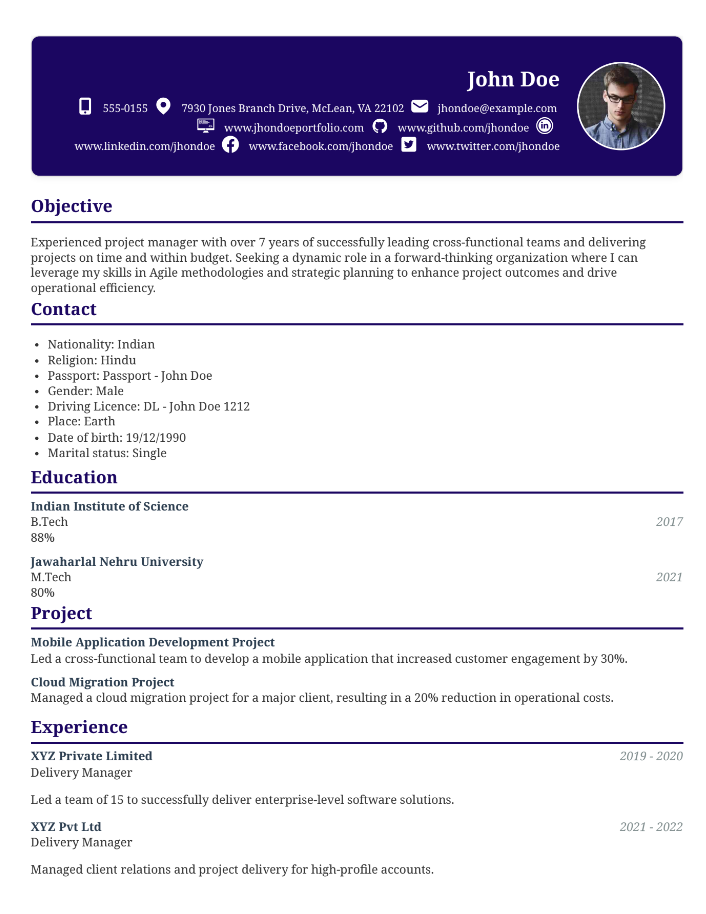 John Doe
555-0155 7930 Jones Branch Drive, McLean, VA 22102 jhondoe@example.com
www.jhondoeportfolio.com www.github.com/jhondoe
www.linkedin.com/jhondoe www.facebook.com/jhondoe www.twitter.com/jhondoe
Objective
Experienced project manager with over 7 years of successfully leading cross-functional teams and delivering
projects on time and within budget. Seeking a dynamic role in a forward-thinking organization where I can
leverage my skills in Agile methodologies and strategic planning to enhance project outcomes and drive
operational efficiency.
Contact
• Nationality: Indian
• Religion: Hindu
• Passport: Passport - John Doe
• Gender: Male
• Driving Licence: DL - John Doe 1212
• Place: Earth
• Date of birth: 19/12/1990
• Marital status: Single
Education
Indian Institute of Science
B.Tech 2017
88%
Jawaharlal Nehru University
M.Tech 2021
80%
Project
Mobile Application Development Project
Led a cross-functional team to develop a mobile application that increased customer engagement by 30%.
Cloud Migration Project
Managed a cloud migration project for a major client, resulting in a 20% reduction in operational costs.
Experience
XYZ Private Limited 2019 - 2020
Delivery Manager
Led a team of 15 to successfully deliver enterprise-level software solutions.
XYZ Pvt Ltd 2021 - 2022
Delivery Manager
Managed client relations and project delivery for high-profile accounts.